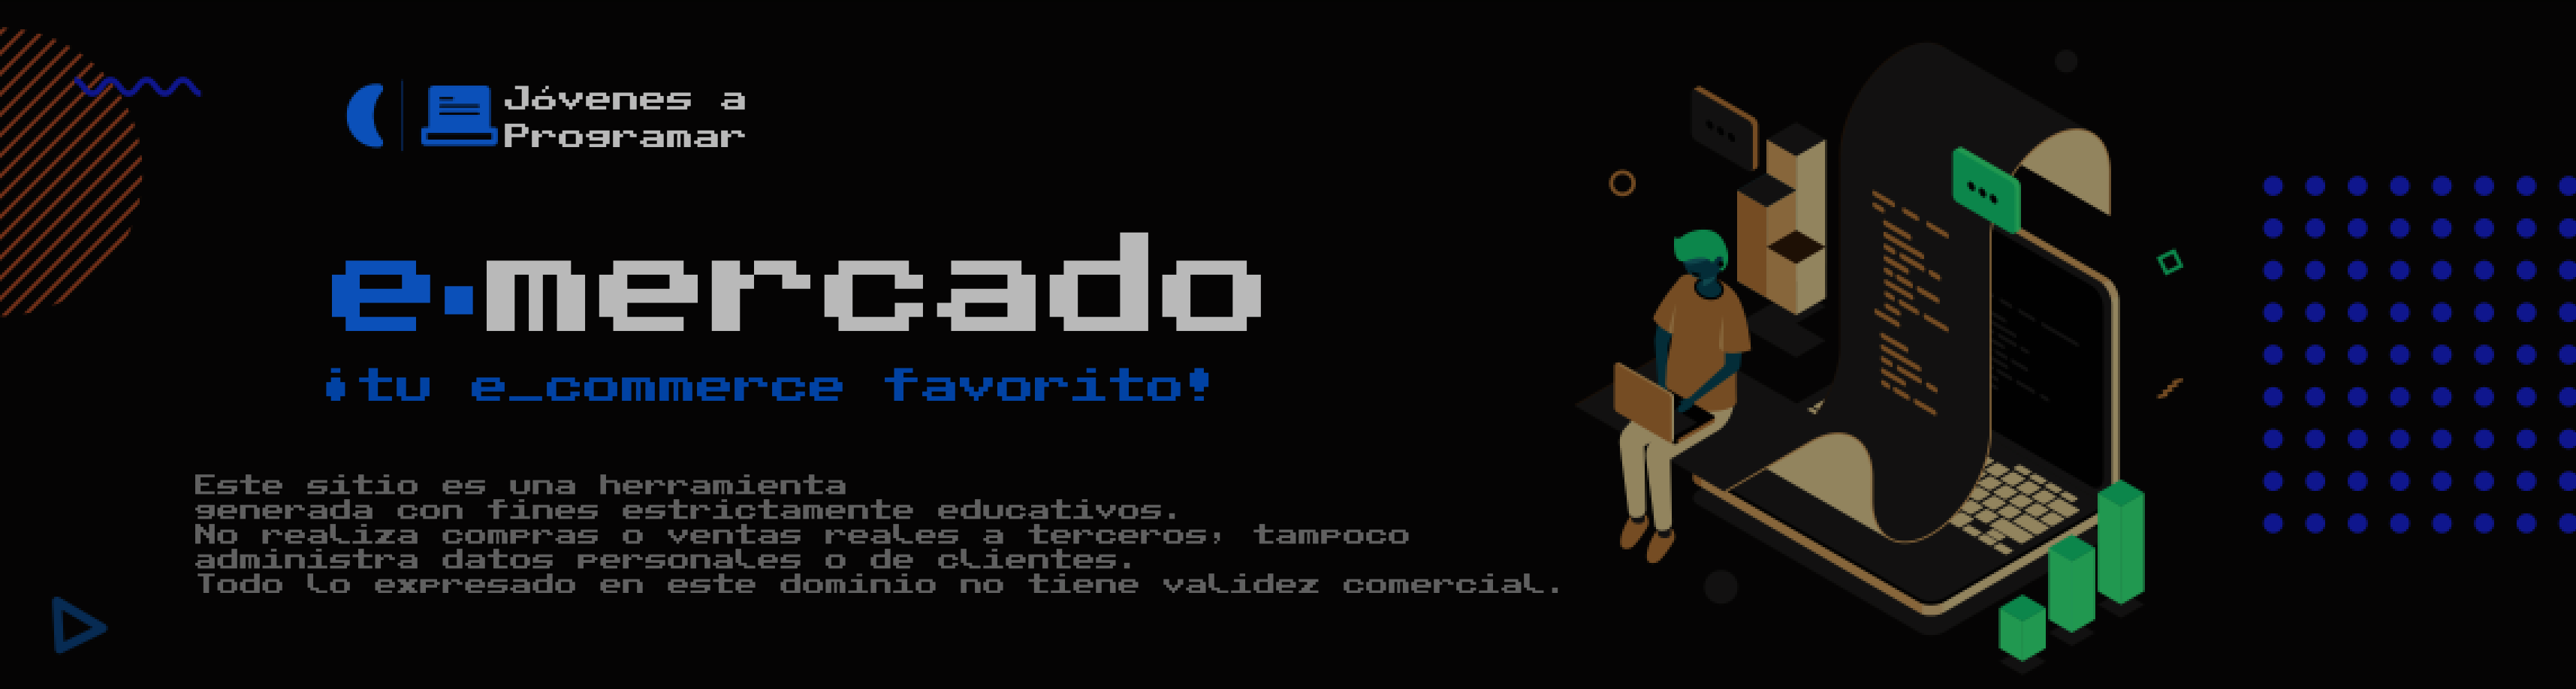 Jóvenes a
Programar
e·mercado
¡tu e_commerce favorito!
Este sitio es una herramienta
generada con fines estrictamente educativos.
No realiza compras o ventas reales a terceros, tampoco
administra datos personales o de clientes.
Todo lo expresado en este dominio no tiene validez comercial.